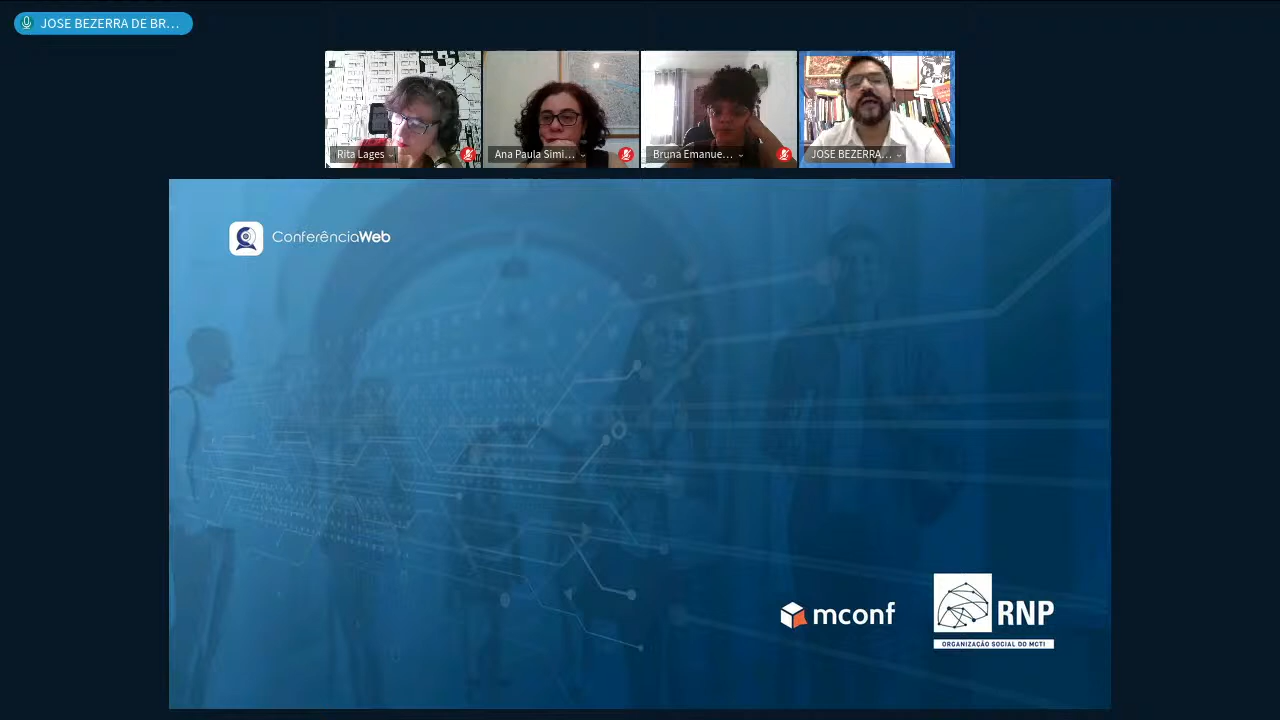 JOSE BEZERRA DE BR…
Rita Lages
Ana Paula Simi…
Bruna Emanue…
JOSE BEZERRA…
ConferênciaWeb
mconf
RNP
ORGANIZAÇÃO SOCIAL DO MCTI